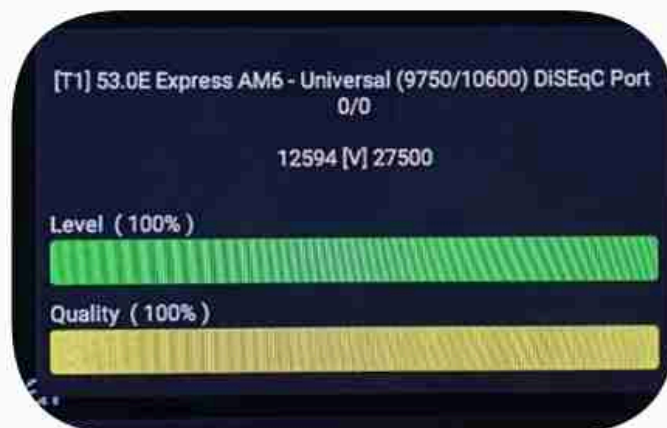 [T1] 53.0E Express AM6 - Universal (9750/10600) DiSEqC Port
0/0
12594 [V] 27500
Level ( 100% )
Quality ( 100% )